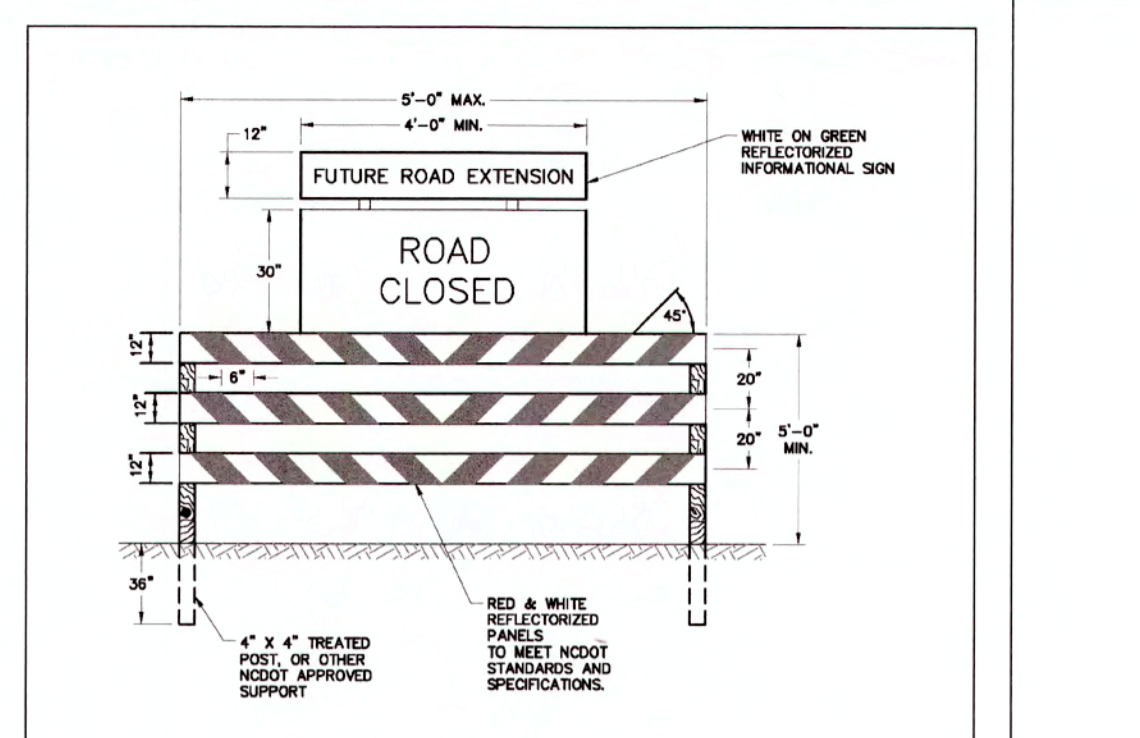 5'-0" MAX.
4'-0" MIN.
12"
WHITE ON GREEN
REFLECTORIZED
INFORMATIONAL SIGN
FUTURE ROAD EXTENSION
30"
ROAD
CLOSED
45°
12"
6"
20"
12"
20"
5'-0"
MIN.
12"
36"
RED & WHITE
REFLECTORIZED
PANELS
TO MEET NCDOT
STANDARDS AND
SPECIFICATIONS.
4" X 4" TREATED
POST, OR OTHER
NCDOT APPROVED
SUPPORT